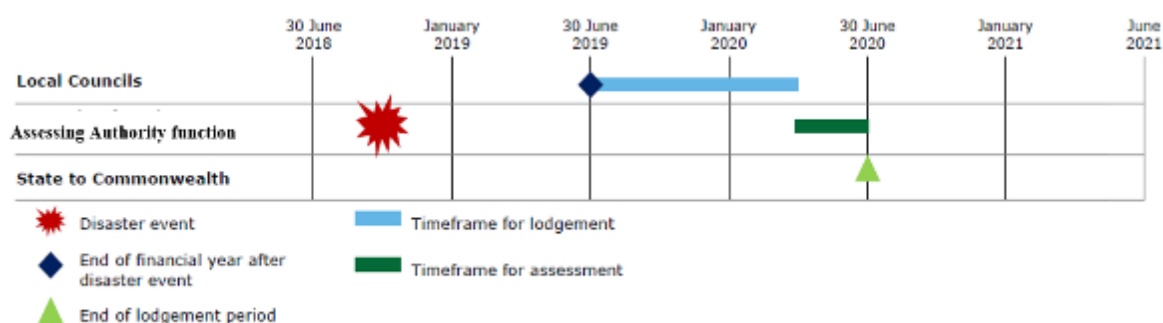 30 June 2018
January 2019
30 June 2019
January 2020
30 June 2020
January 2021
June 2021
Local Councils
Assessing Authority function
State to Commonwealth
Disaster event
Timeframe for lodgement
End of financial year after
disaster event
Timeframe for assessment
End of lodgement period